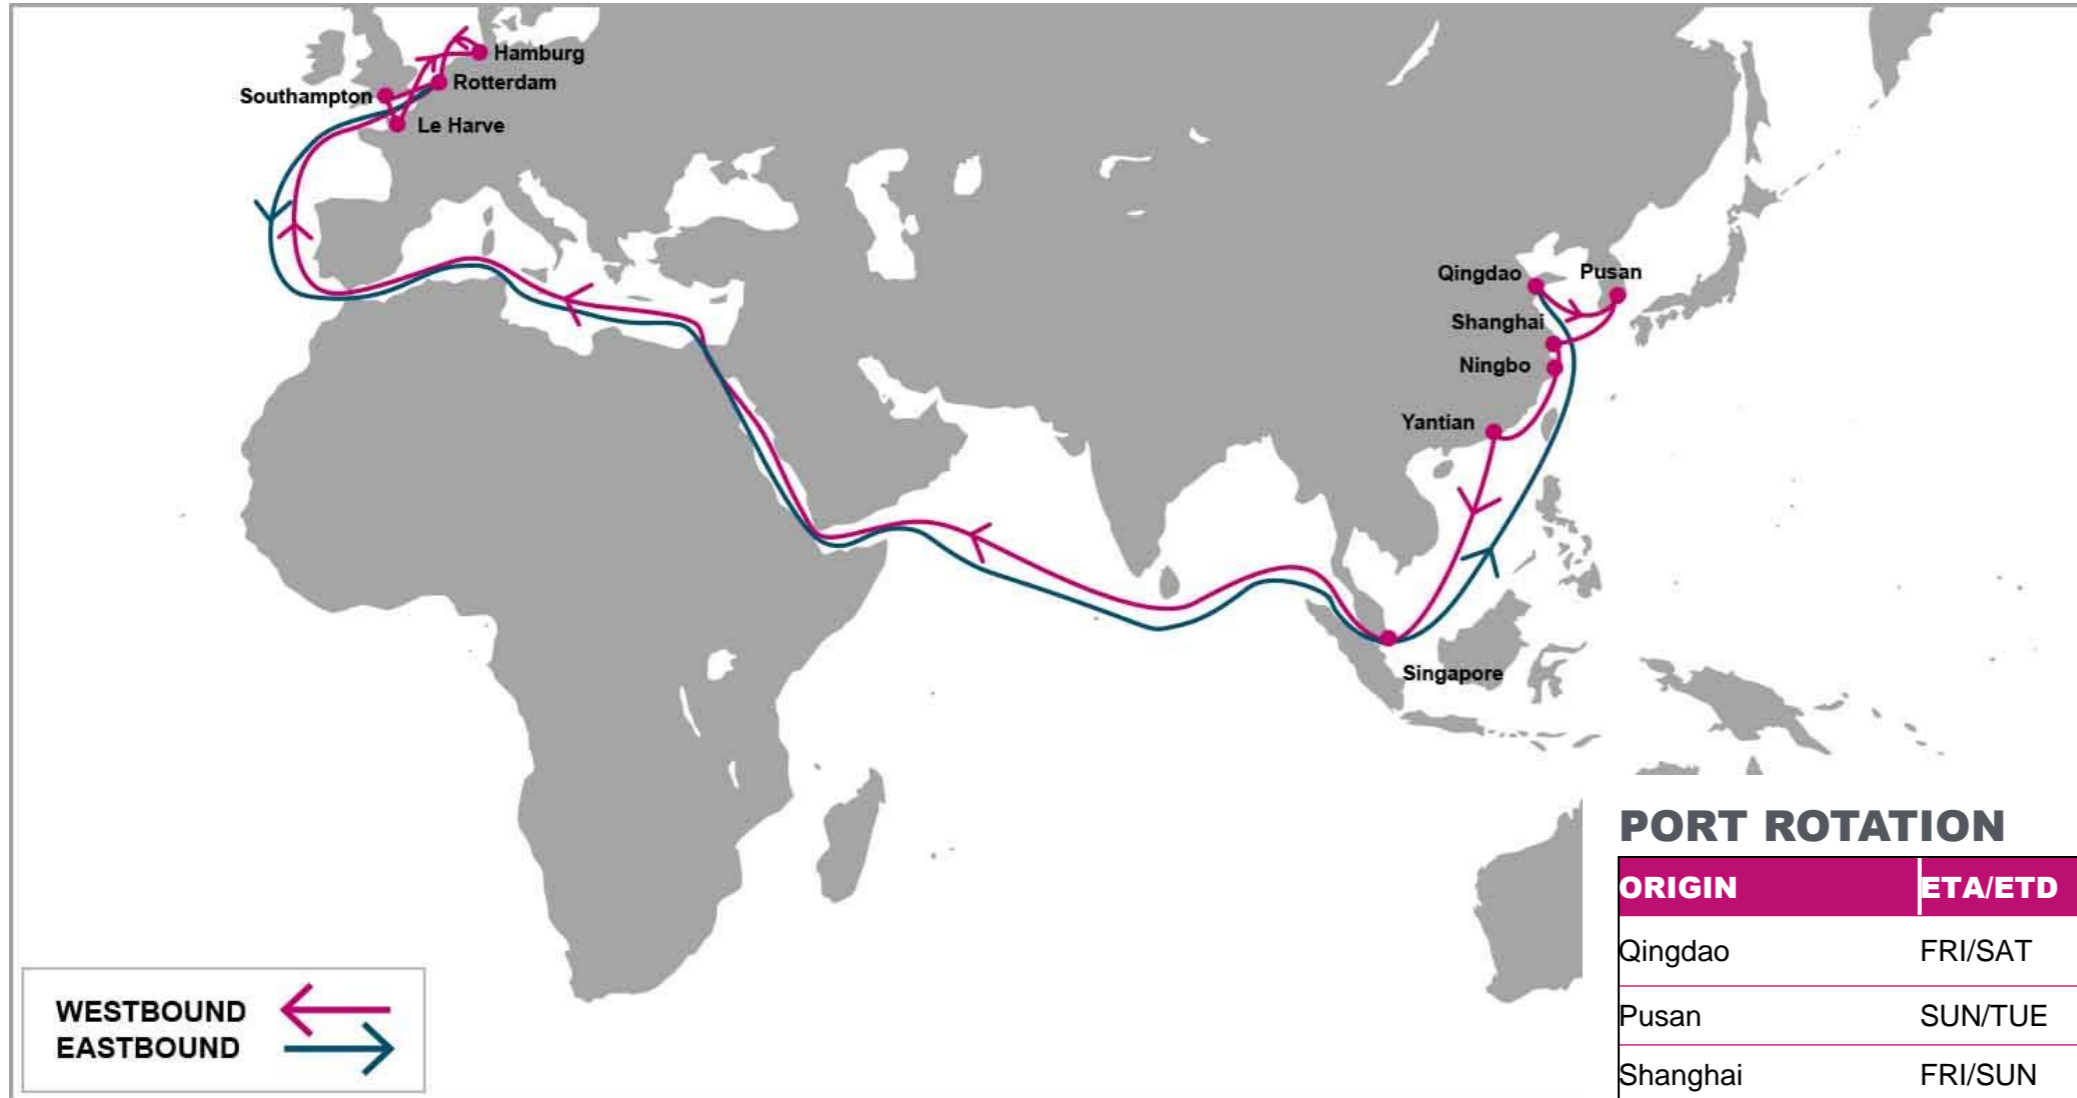 Hamburg
Rotterdam
Southampton
Le Harve
Qingdao
Pusan
Shanghai
Ningbo
Yantian
Singapore
WESTBOUND
EASTBOUND
PORT ROTATION
ORIGIN ETA/ETD
Qingdao FRI/SAT
Pusan SUN/TUE
Shanghai FRI/SUN